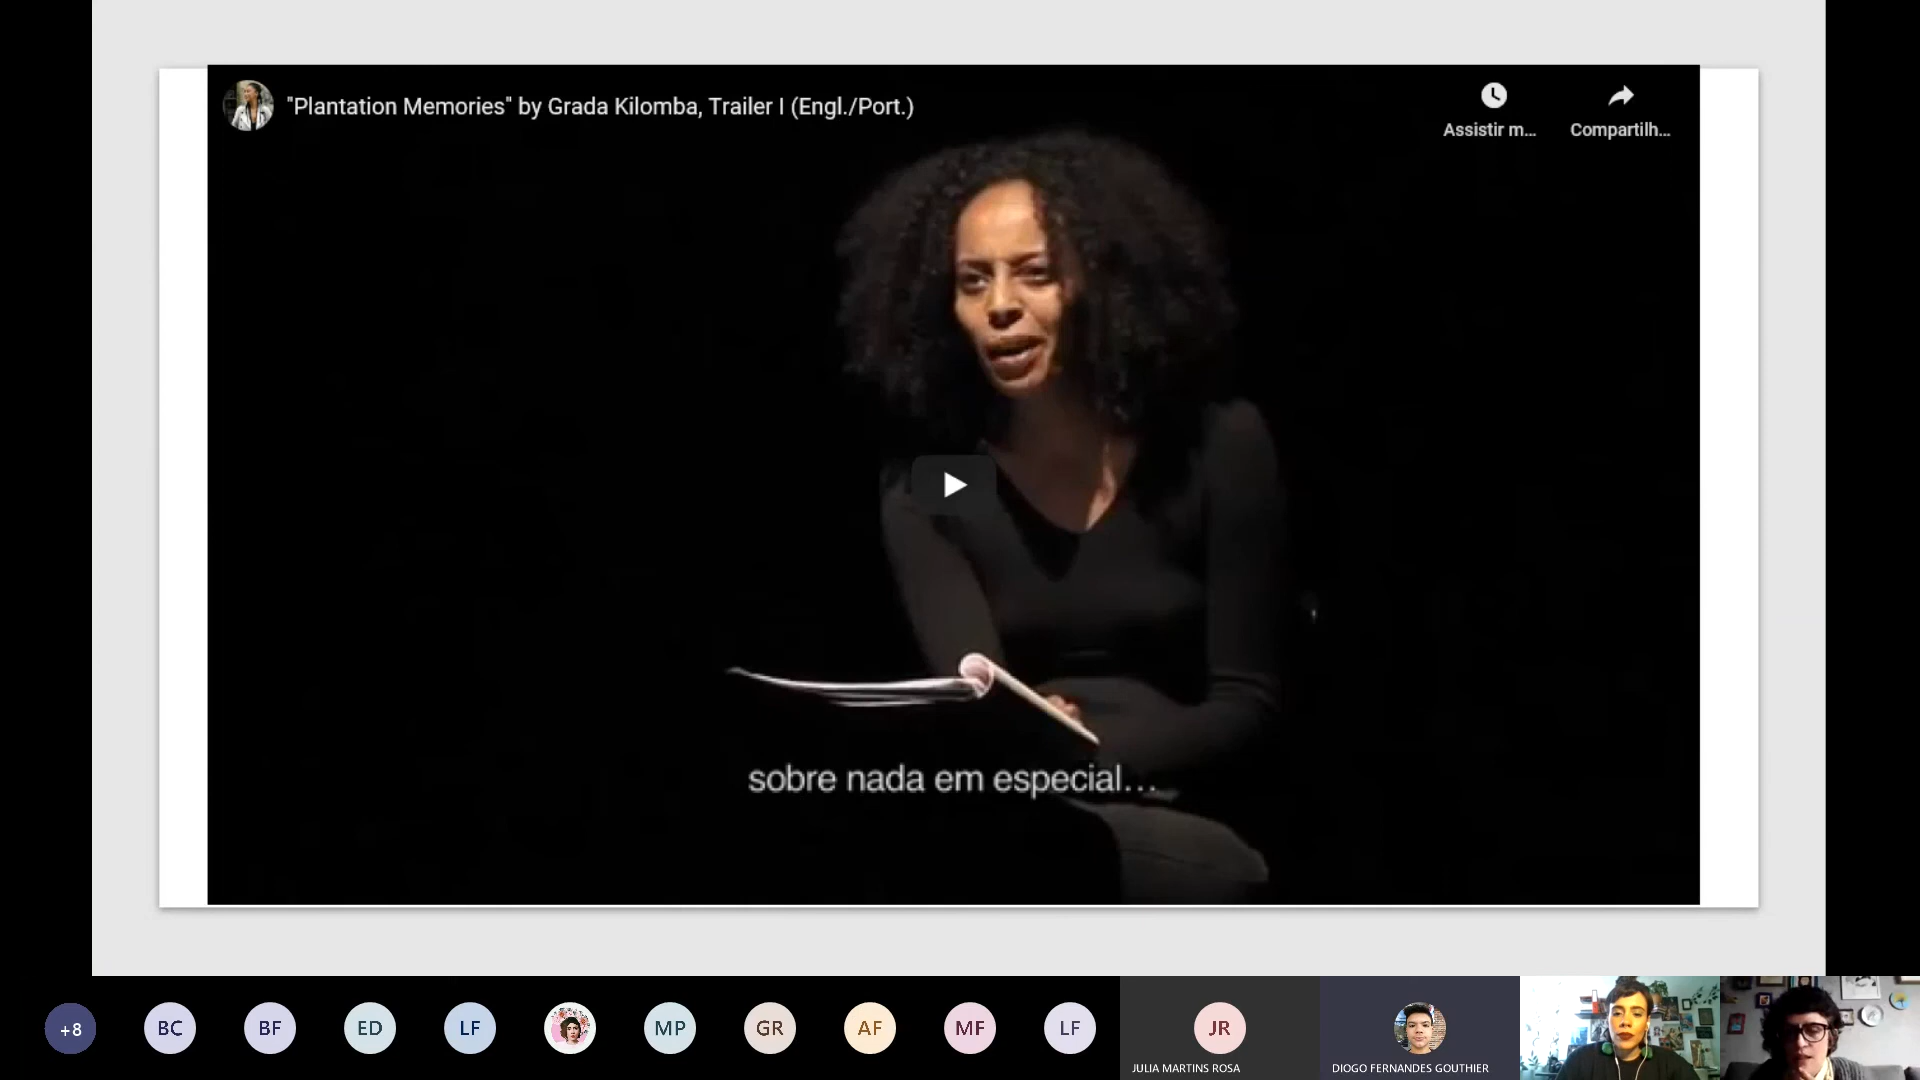 "Plantation Memories" by Grada Kilomba, Trailer I (Engl./Port.)
Assistir m...
Compartilh...
sobre nada em especial...
+8
BC
BF
ED
LF
MP
GR
AF
MF
LF
JR
JULIA MARTINS ROSA
DIOGO FERNANDES GOUTHIER